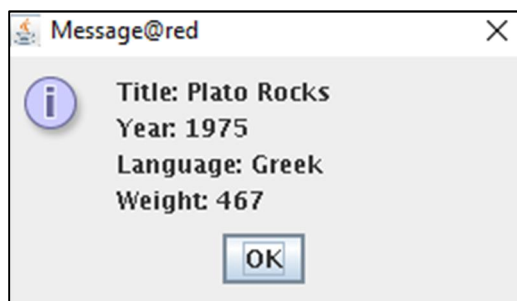 Message@red
Title: Plato Rocks
Year: 1975
Language: Greek
Weight: 467
OK